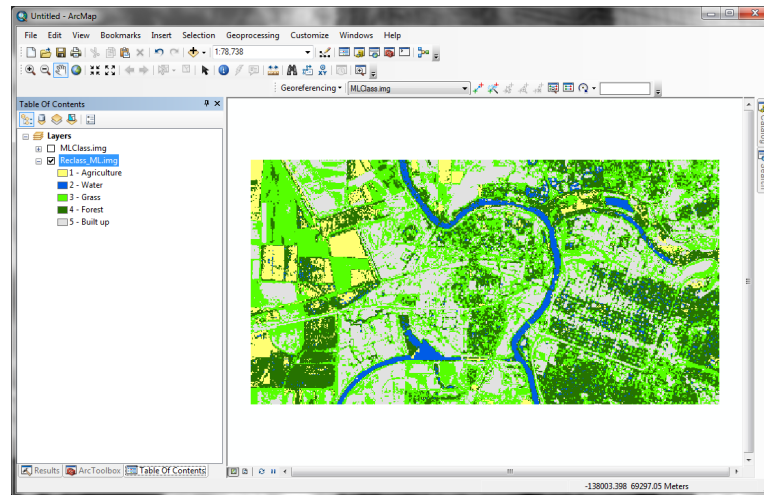 Untitled - ArcMap
File Edit View Bookmarks Insert Selection Geoprocessing Customize Windows Help
1:78,738
Georeferencing MLClass.img
Table Of Contents
Layers
MLClass.img
Reclass_ML.img
1 - Agriculture
2 - Water
3 - Grass
4 - Forest
5 - Built up
Catalog
Search
Results ArcToolbox Table Of Contents
-138003.398 69297.05 Meters